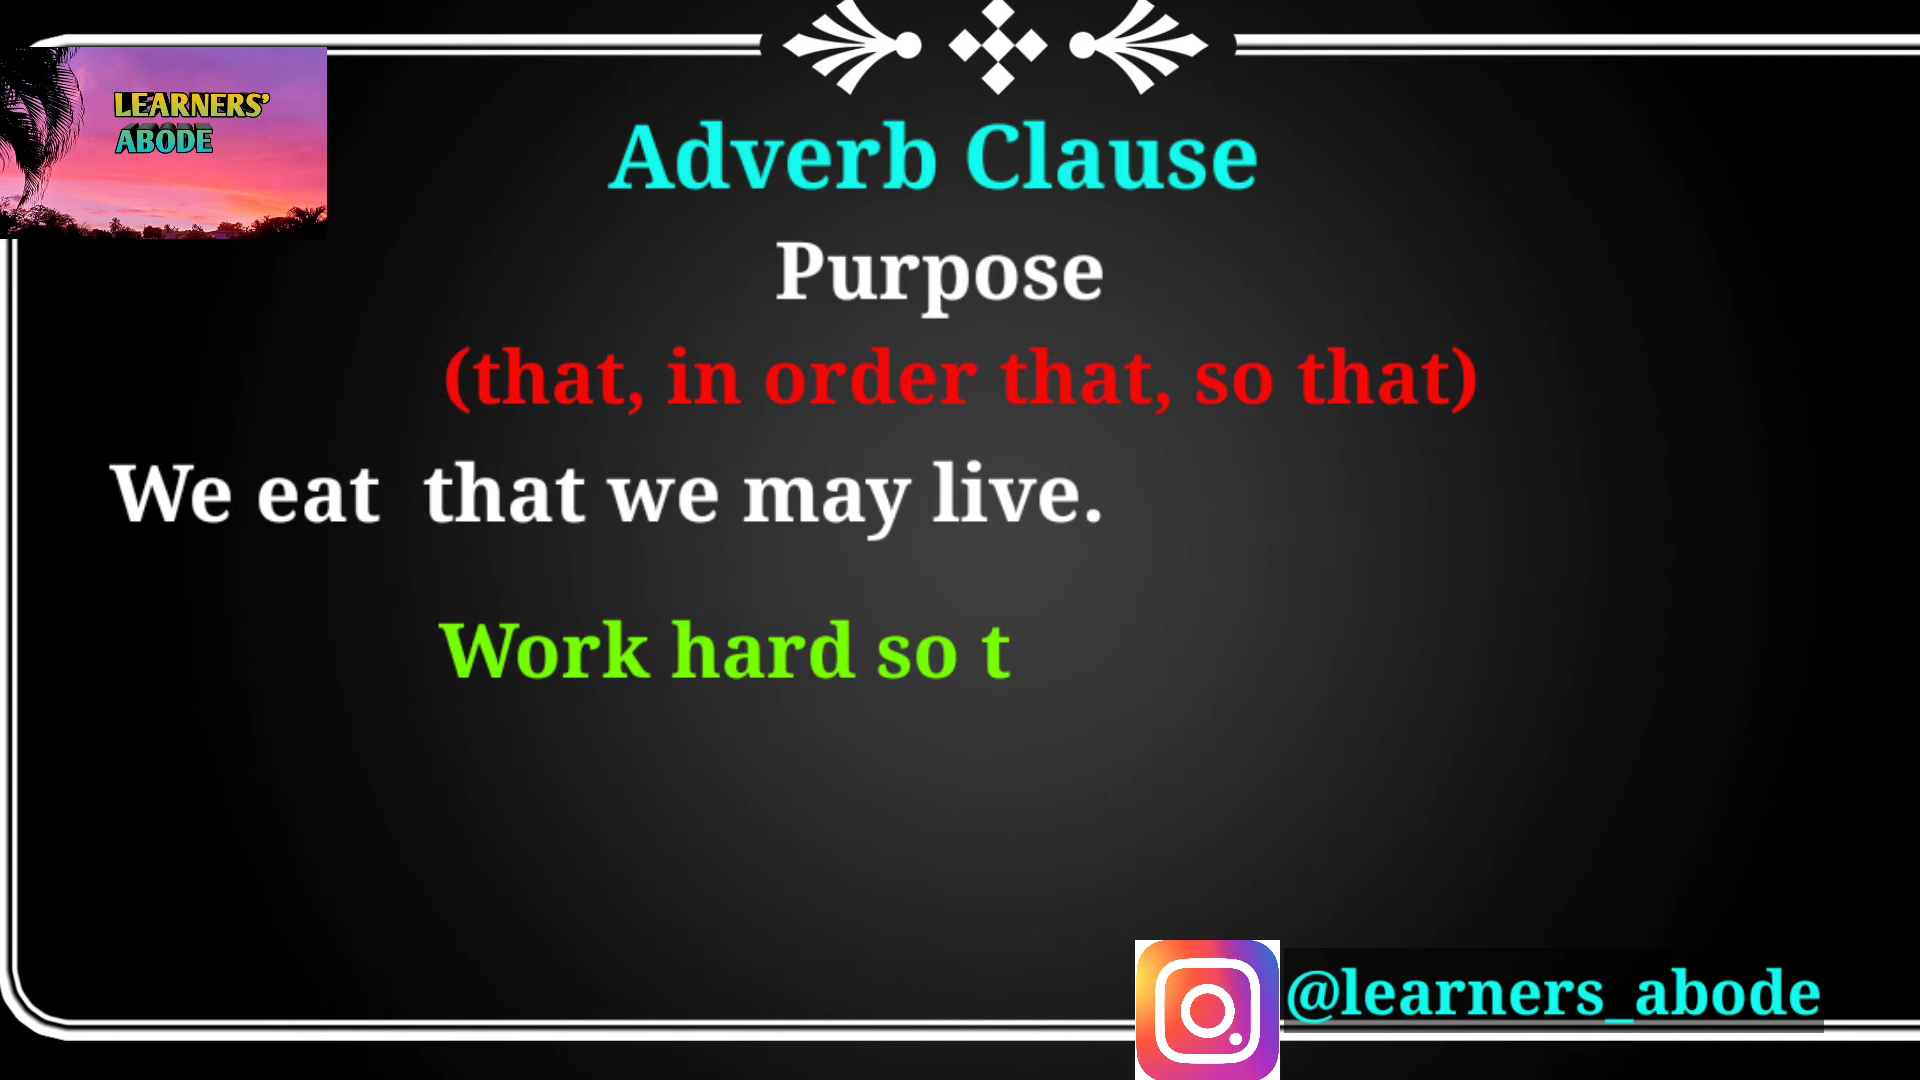 LEARNERS'
ABODE
Adverb Clause
Purpose
(that, in order that, so that)
We eat that we may live.
Work hard so t
@learners_abode